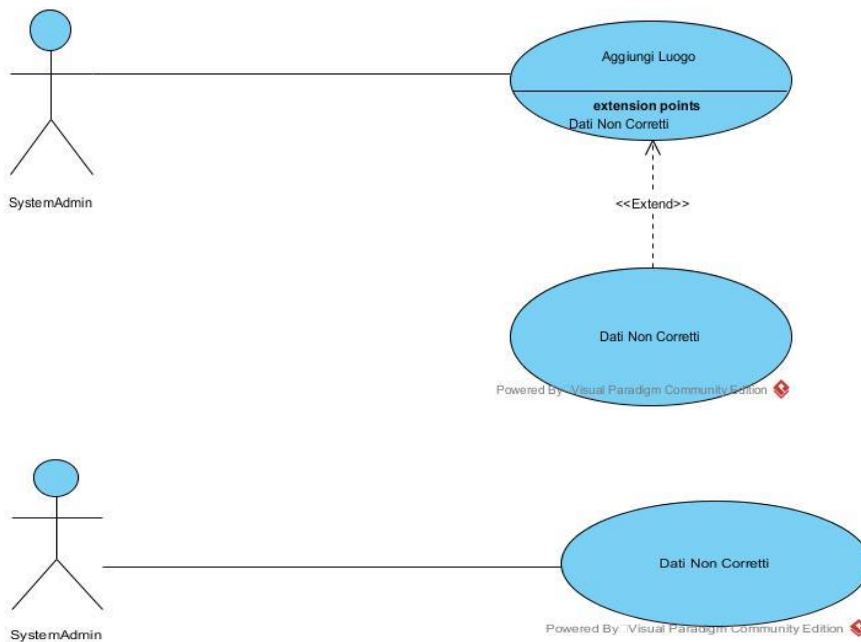 Aggiungi Luogo
extension points
Dati Non Corretti
SystemAdmin
<<Extend>>
Dati Non Corretti
Powered By Visual Paradigm Community Edition
Dati Non Corretti
SystemAdmin
Powered By Visual Paradigm Community Edition